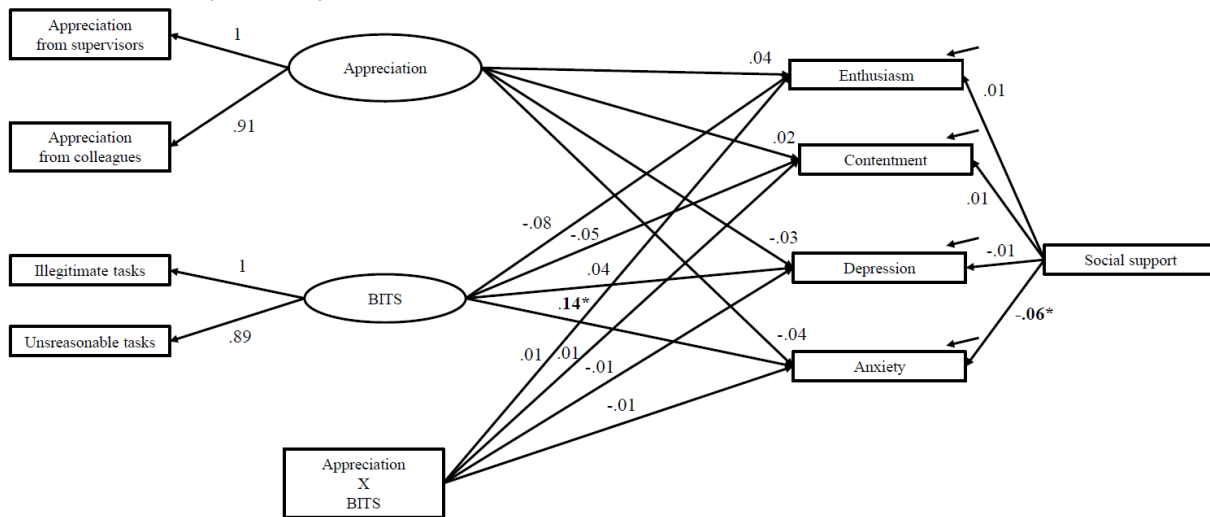 Appreciation
from supervisors
1
Appreciation
.04
Enthusiasm
.01
Appreciation
from colleagues
.91
.02
Contentment
.01
-.08
-.05
-.03
Illegitimate tasks
1
BITS
.04
Depression
-.01
Social support
.14*
-.06*
Unsreasonable tasks
.89
-.04
.01
.01
-.01
Anxiety
-.01
Appreciation
X
BITS